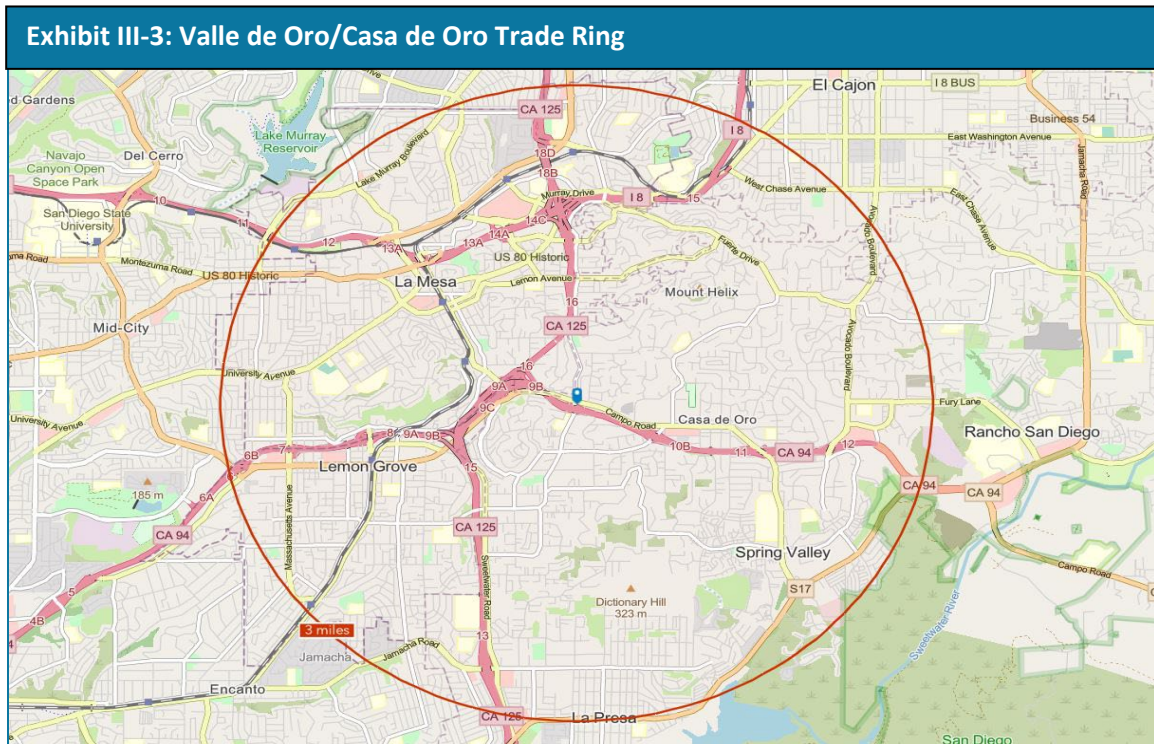 Exhibit III-3: Valle de Oro/Casa de Oro Trade Ring
El Cajon
I 8 BUS
Business 54
East Washington Avenue
Jamacha Road
CA 125
I 8
Lake Murray
Reservoir
Lake Murray Boulevard
Del Cerro
Navajo
Canyon Open
Space Park
18D
18B
Murray Drive
I 8
15
West Chase Avenue
East Chase Avenue
Avocado Boulevard
10
11
12
13A
13A
14A
14C
San Diego State
University
Montezuma Road
US 80 Historic
US 80 Historic
Lemon Avenue
Fuerte Drive
La Mesa
Mount Helix
16
CA 125
Mid-City
Avocado Boulevard
University Avenue
University Avenue
16
9A
9B
9C
Campo Road
Casa de Oro
Fury Lane
Rancho San Diego
10B
11
CA 94
12
6B
7
8
9A
9B
Lemon Grove
15
CA 94
CA 94
185 m
6A
CA 94
Massachusetts Avenue
CA 125
Sweetwater Road
Spring Valley
S17
Campo Road
Sweetwater River
Dictionary Hill
323 m
5
4B
3 miles
13
Jamacha
Jamacha Road
Encanto
CA 125
La Presa
San Diego